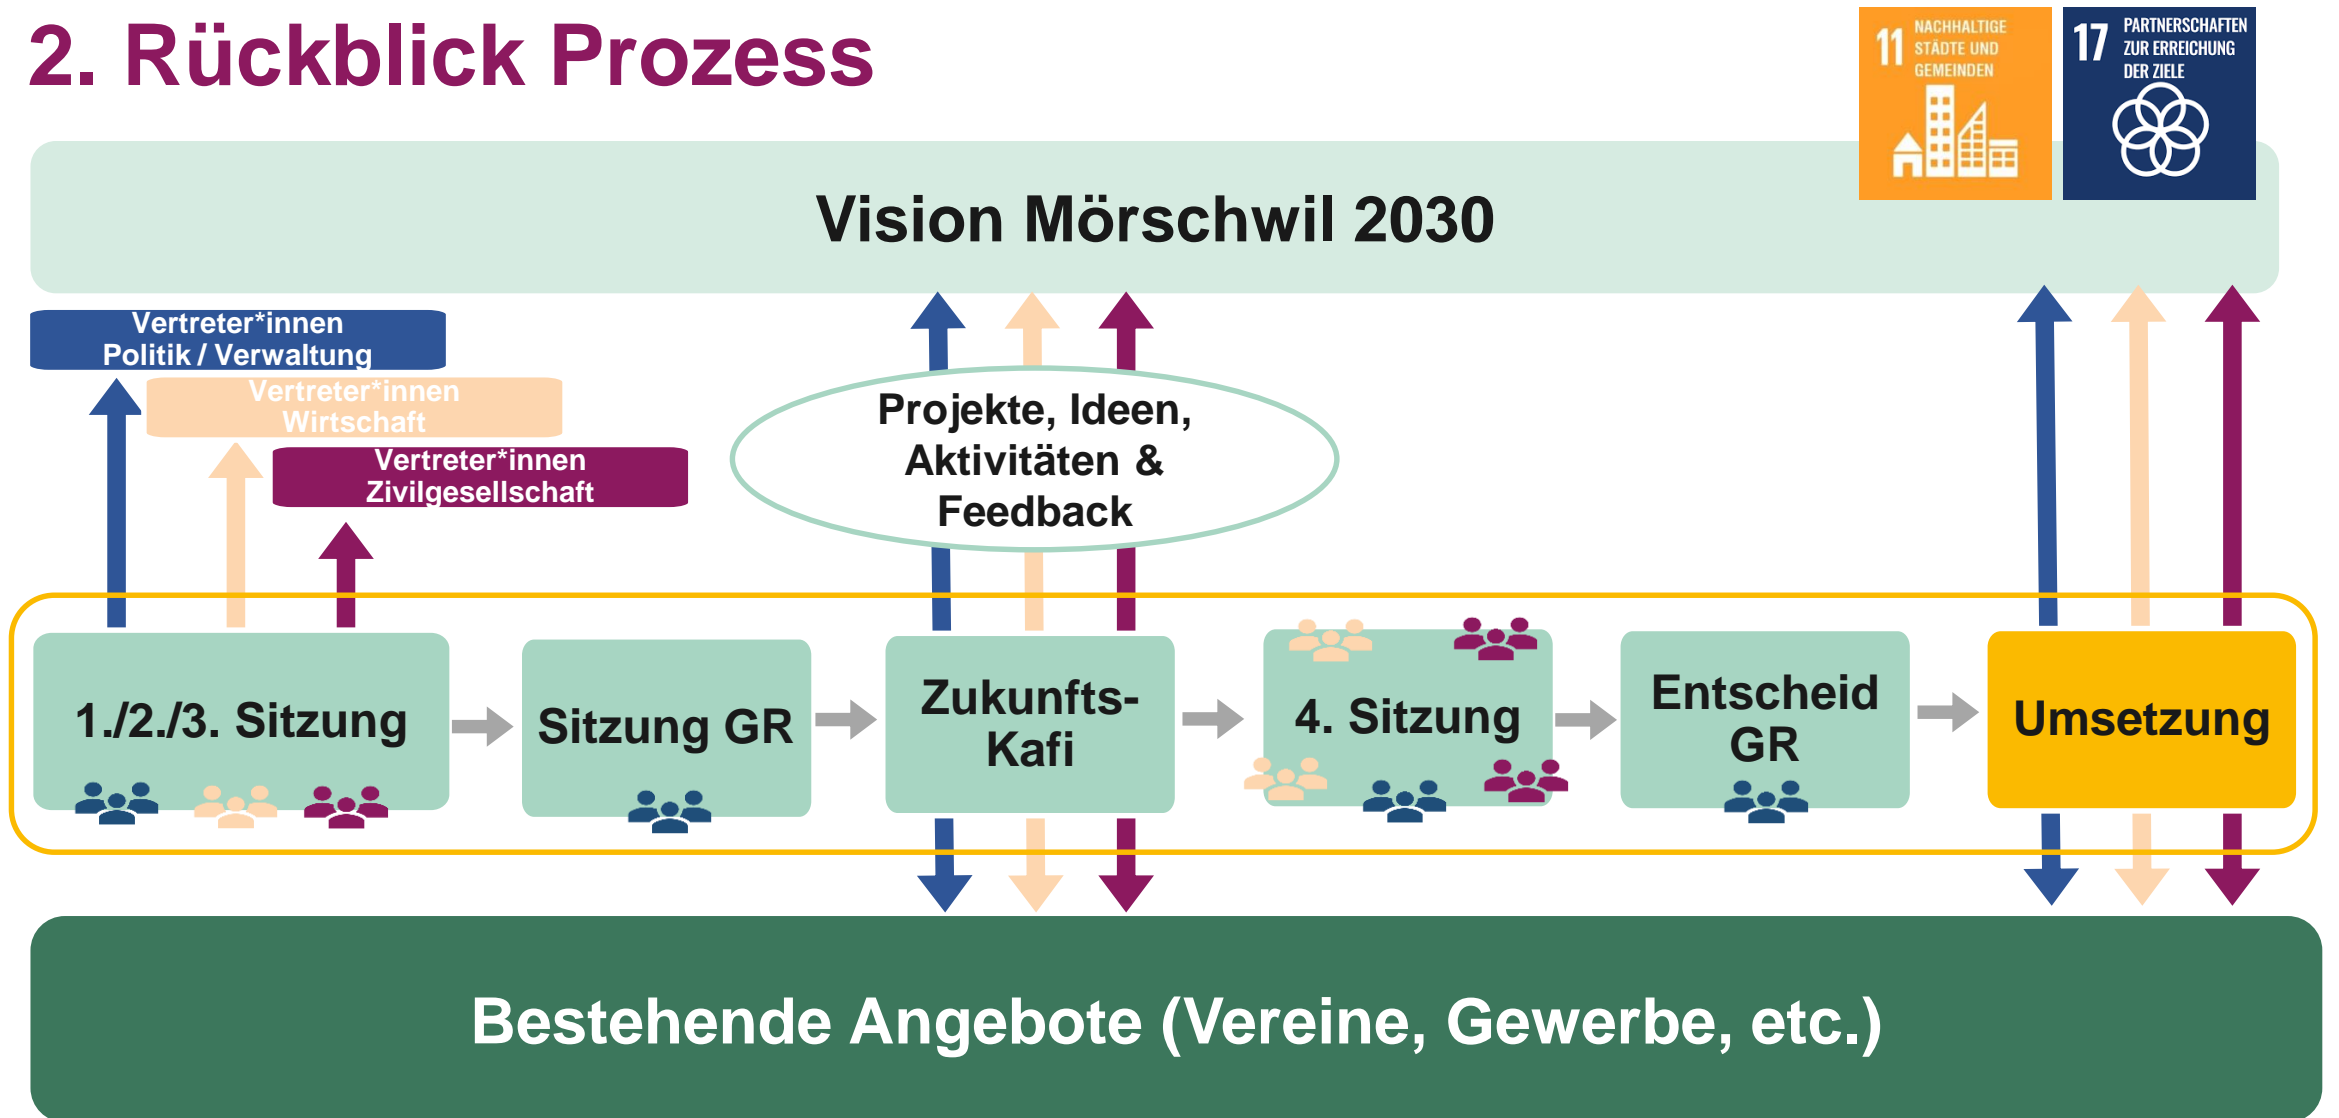 2. Rückblick Prozess
11 NACHHALTIGE
STÄDTE UND
GEMEINDEN
17 PARTNERSCHAFTEN
ZUR ERREICHUNG
DER ZIELE
Vision Mörschwil 2030
Vertreter*innen
Politik / Verwaltung
Vertreter*innen
Wirtschaft
Vertreter*innen
Zivilgesellschaft
Projekte, Ideen,
Aktivitäten &
Feedback
1./2./3. Sitzung
Sitzung GR
Zukunfts-
Kafi
4. Sitzung
Entscheid
GR
Umsetzung
Bestehende Angebote (Vereine, Gewerbe, etc.)